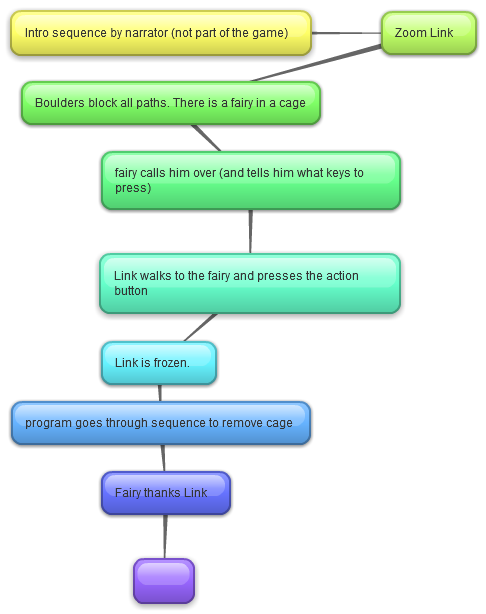 Intro sequence by narrator (not part of the game)
Zoom Link
Boulders block all paths. There is a fairy in a cage
fairy calls him over (and tells him what keys to
press)
Link walks to the fairy and presses the action
button
Link is frozen.
program goes through sequence to remove cage
Fairy thanks Link